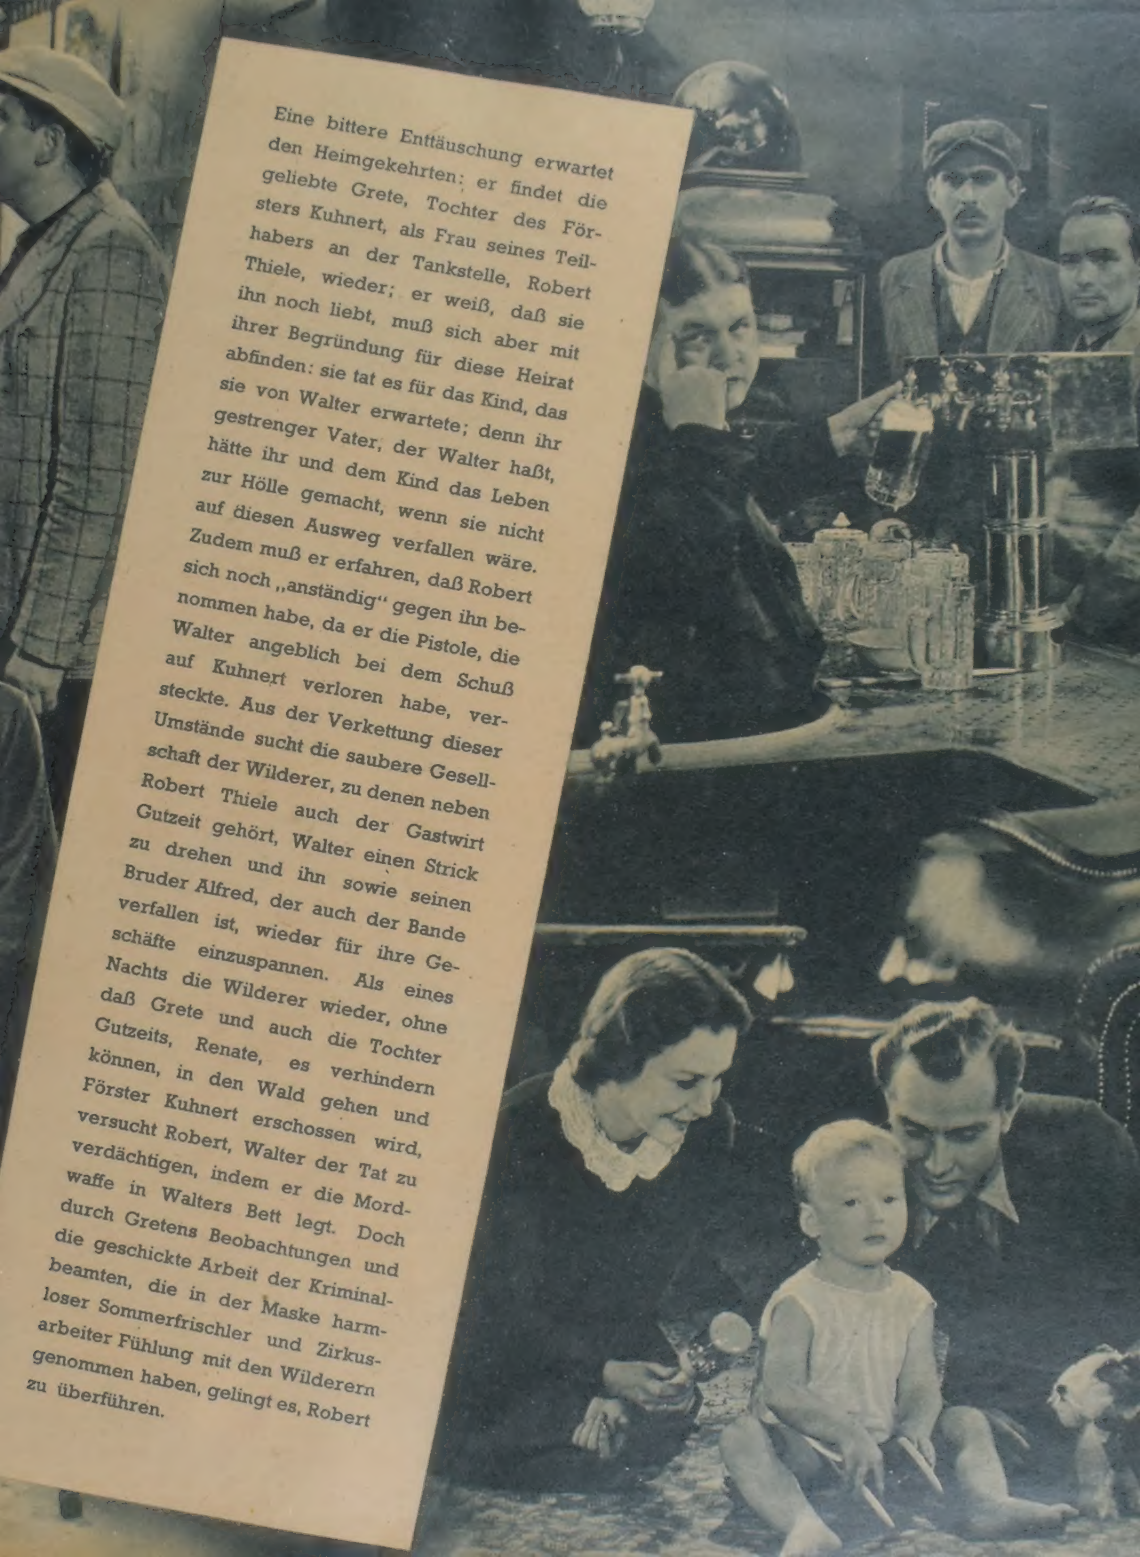 Eine bittere Enttäuschung erwartet
den Heimgekehrten: er findet die
geliebte Grete, Tochter des För-
sters Kuhnert, als Frau seines Teil-
habers an der Tankstelle, Robert
Thiele, wieder; er weiß, daß sie
ihn noch liebt, muß sich aber mit
ihrer Begründung für diese Heirat
abfinden: sie tat es für das Kind, das
sie von Walter erwartete; denn ihr
gestrenger Vater, der Walter haßt,
hätte ihr und dem Kind das Leben
zur Hölle gemacht, wenn sie nicht
auf diesen Ausweg verfallen wäre.
Zudem muß er erfahren, daß Robert
sich noch „anständig“ gegen ihn be-
nommen habe, da er die Pistole, die
Walter angeblich bei dem Schuß
auf Kuhnert verloren habe, ver-
steckte. Aus der Verkettung dieser
Umstände sucht die saubere Gesell-
schaft der Wilderer, zu denen neben
Robert Thiele auch der Gastwirt
Gutzeit gehört, Walter einen Strick
zu drehen und ihn sowie seinen
Bruder Alfred, der auch der Bande
verfallen ist, wieder für ihre Ge-
schäfte einzuspannen. Als eines
Nachts die Wilderer wieder, ohne
daß Grete und auch die Tochter
Gutzeits, Renate, es verhindern
können, in den Wald gehen und
Förster Kuhnert erschossen wird,
versucht Robert, Walter der Tat zu
verdächtigen, indem er die Mord-
waffe in Walters Bett legt. Doch
durch Gretens Beobachtungen und
die geschickte Arbeit der Kriminal-
beamten, die in der Maske harm-
loser Sommerfrischler und Zirkus-
arbeiter Fühlung mit den Wilderern
genommen haben, gelingt es, Robert
zu überführen.